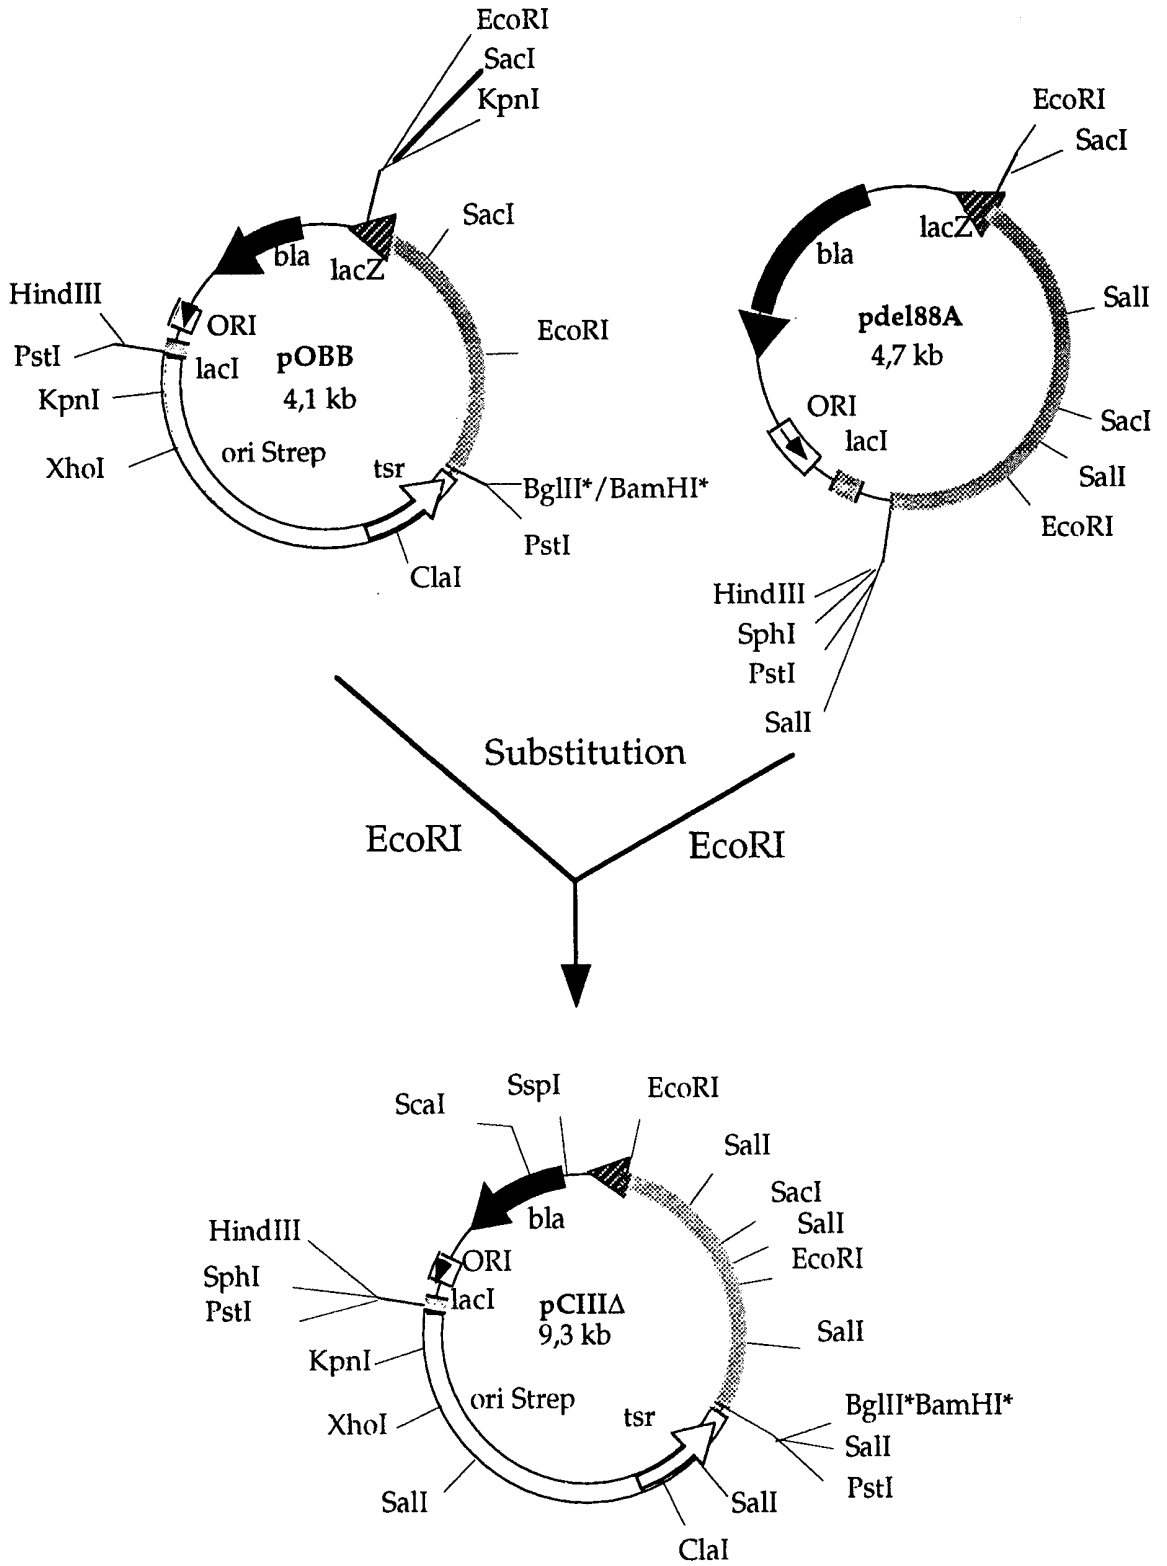 EcoRI
SacI
KpnI
SacI
bla
lacZ
HindIII
ORI
PstI
lacI
KpnI
pOBB
4,1 kb
EcoRI
XhoI
ori Strep
tsr
BglII*/BamHI*
PstI
ClaI
EcoRI
SacI
lacZ
bla
SalI
pdel88A
4,7 kb
ORI
lacI
SacI
SalI
EcoRI
HindIII
SphI
PstI
SalI
Substitution
EcoRI
EcoRI
SspI
EcoRI
ScaI
SalI
SacI
SalI
EcoRI
bla
HindIII
ORI
SphI
PstI
lacI
pCIIIΔ
9,3 kb
SalI
KpnI
ori Strep
tsr
XhoI
BglII*BamHI*
SalI
PstI
SalI
SalI
ClaI